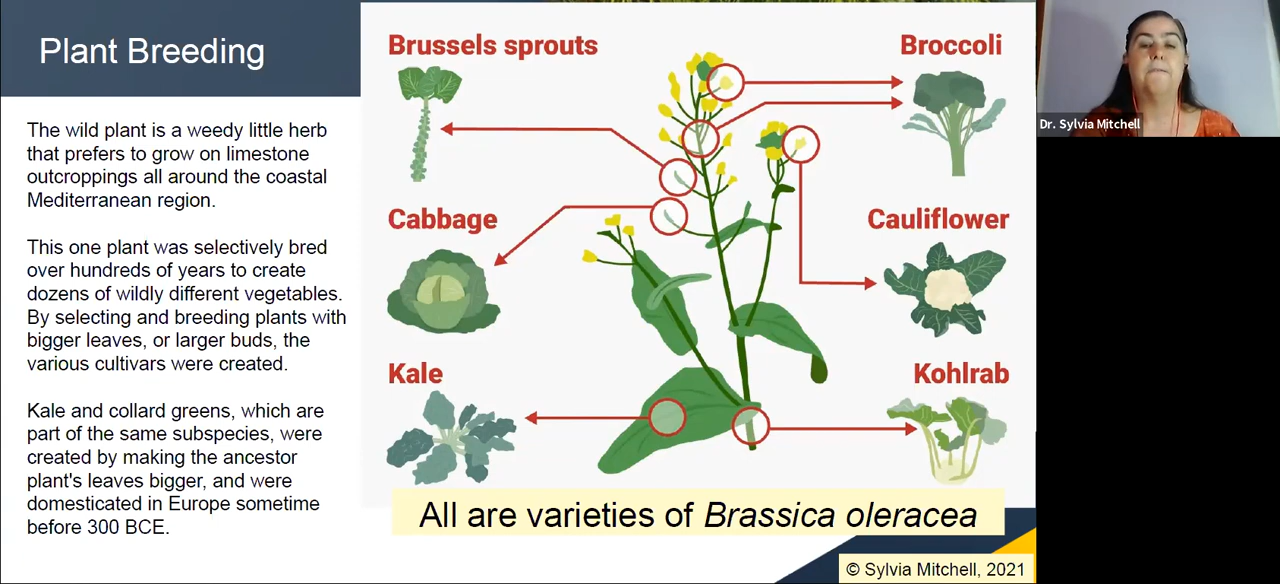 Plant Breeding
The wild plant is a weedy little herb
that prefers to grow on limestone
outcroppings all around the coastal
Mediterranean region.
This one plant was selectively bred
over hundreds of years to create
dozens of wildly different vegetables.
By selecting and breeding plants with
bigger leaves, or larger buds, the
various cultivars were created.
Kale and collard greens, which are
part of the same subspecies, were
created by making the ancestor
plant's leaves bigger, and were
domesticated in Europe sometime
before 300 BCE.
Brussels sprouts
Broccoli
Cabbage
Cauliflower
Kale
Kohlrab
All are varieties of Brassica oleracea
© Sylvia Mitchell, 2021
Dr. Sylvia Mitchell